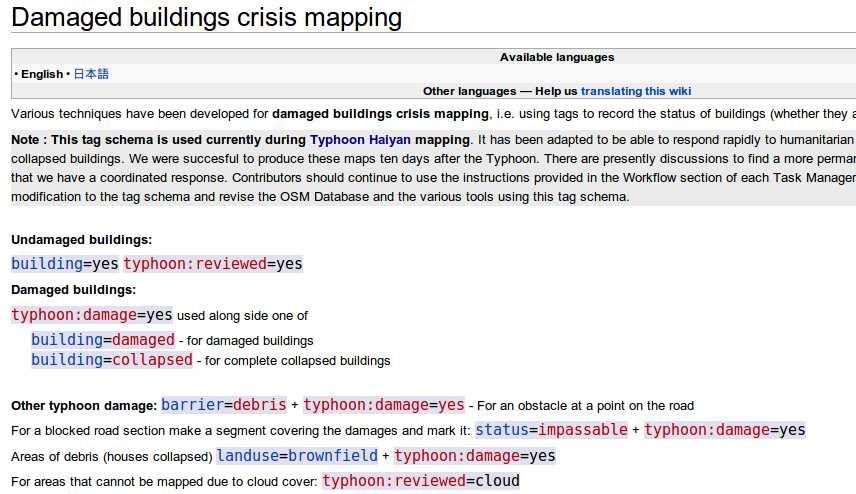 Damaged buildings crisis mapping
Available languages
• English • 日本語
Other languages — Help us translating this wiki
Various techniques have been developed for damaged buildings crisis mapping, i.e. using tags to record the status of buildings (whether they a
Note : This tag schema is used currently during Typhoon Haiyan mapping. It has been adapted to be able to respond rapidly to humanitarian
collapsed buildings. We were succesful to produce these maps ten days after the Typhoon. There are presently discussions to find a more perma
that we have a coordinated response. Contributors should continue to use the instructions provided in the Workflow section of each Task Manager
modification to the tag schema and revise the OSM Database and the various tools using this tag schema.
Undamaged buildings:
building=yes typhoon:reviewed=yes
Damaged buildings:
typhoon:damage=yes used along side one of
building=damaged - for damaged buildings
building=collapsed - for complete collapsed buildings
Other typhoon damage: barrier=debris + typhoon:damage=yes - For an obstacle at a point on the road
For a blocked road section make a segment covering the damages and mark it: status=impassable + typhoon:damage=yes
Areas of debris (houses collapsed) landuse=brownfield + typhoon:damage=yes
For areas that cannot be mapped due to cloud cover: typhoon:reviewed=cloud